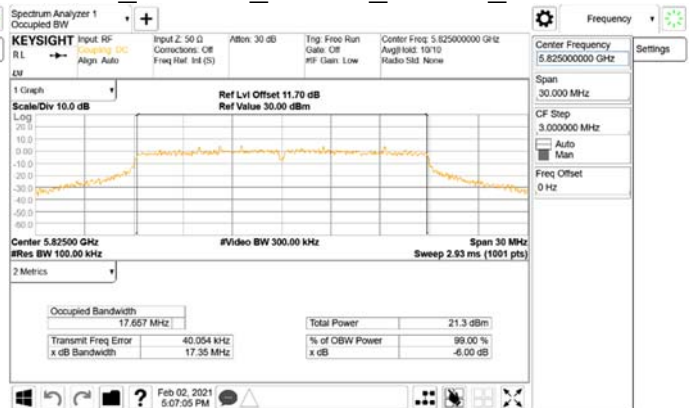 Spectrum Analyzer 1
Occupied BW
+
Frequency
KEYSIGHT
Input: RF
Input Z: 50 Ω
Atten: 30 dB
Trig: Free Run
Center Freq: 5.825000000 GHz
RL
Coupling: DC
Corrections: Off
Gate: Off
Avg|Hold: 10/10
Align: Auto
Freq Ref: Int (S)
#IF Gain: Low
Radio Std: None
Center Frequency
5.825000000 GHz
Settings
Span
30.000 MHz
CF Step
3.000000 MHz
Auto
Man
Freq Offset
0 Hz
1 Graph
Ref Lvl Offset 11.70 dB
Scale/Div 10.0 dB
Ref Value 30.00 dBm
Log
20.0
10.0
0.00
-10.0
-20.0
-30.0
-40.0
-50.0
-60.0
Center 5.82500 GHz
#Video BW 300.00 kHz
Span 30 MHz
#Res BW 100.00 kHz
Sweep 2.93 ms (1001 pts)
2 Metrics
Occupied Bandwidth
17.657 MHz
Total Power
21.3 dBm
Transmit Freq Error
40.054 kHz
% of OBW Power
99.00 %
x dB Bandwidth
17.35 MHz
x dB
-6.00 dB
?
Feb 02, 2021
5:07:05 PM